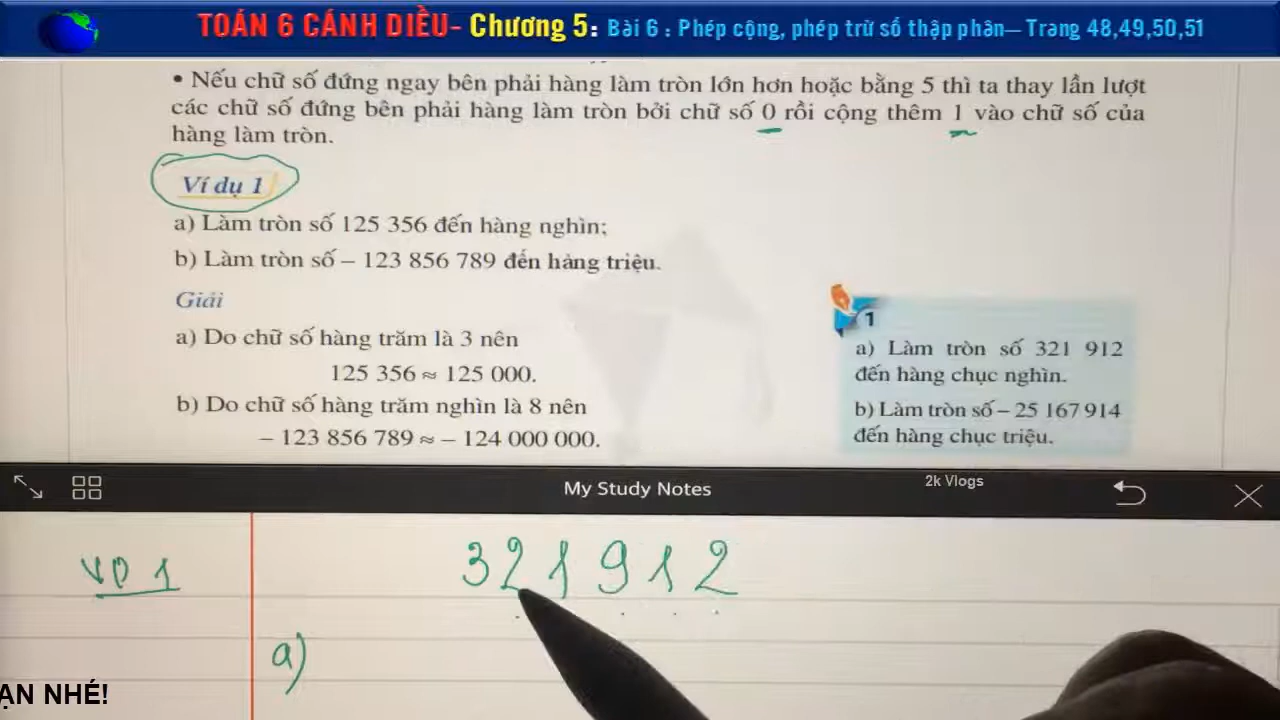 TOÁN 6 CÁNH DIỀU- Chương 5: Bài 6 : Phép cộng, phép trừ số thập phân– Trang 48,49,50,51
• Nếu chữ số đứng ngay bên phải hàng làm tròn lớn hơn hoặc bằng 5 thì ta thay lần lượt
các chữ số đứng bên phải hàng làm tròn bởi chữ số 0 rồi cộng thêm 1 vào chữ số của
hàng làm tròn.
Ví dụ 1
a) Làm tròn số 125 356 đến hàng nghìn;
b) Làm tròn số – 123 856 789 đến hàng triệu.
Giải
a) Do chữ số hàng trăm là 3 nên
125 356 ≈ 125 000.
b) Do chữ số hàng trăm nghìn là 8 nên
– 123 856 789 ≈ – 124 000 000.
1
a) Làm tròn số 321 912
đến hàng chục nghìn.
b) Làm tròn số – 25 167 914
đến hàng chục triệu.
My Study Notes
2k Vlogs
VD 1
321 912
a)
ẠN NHÉ!